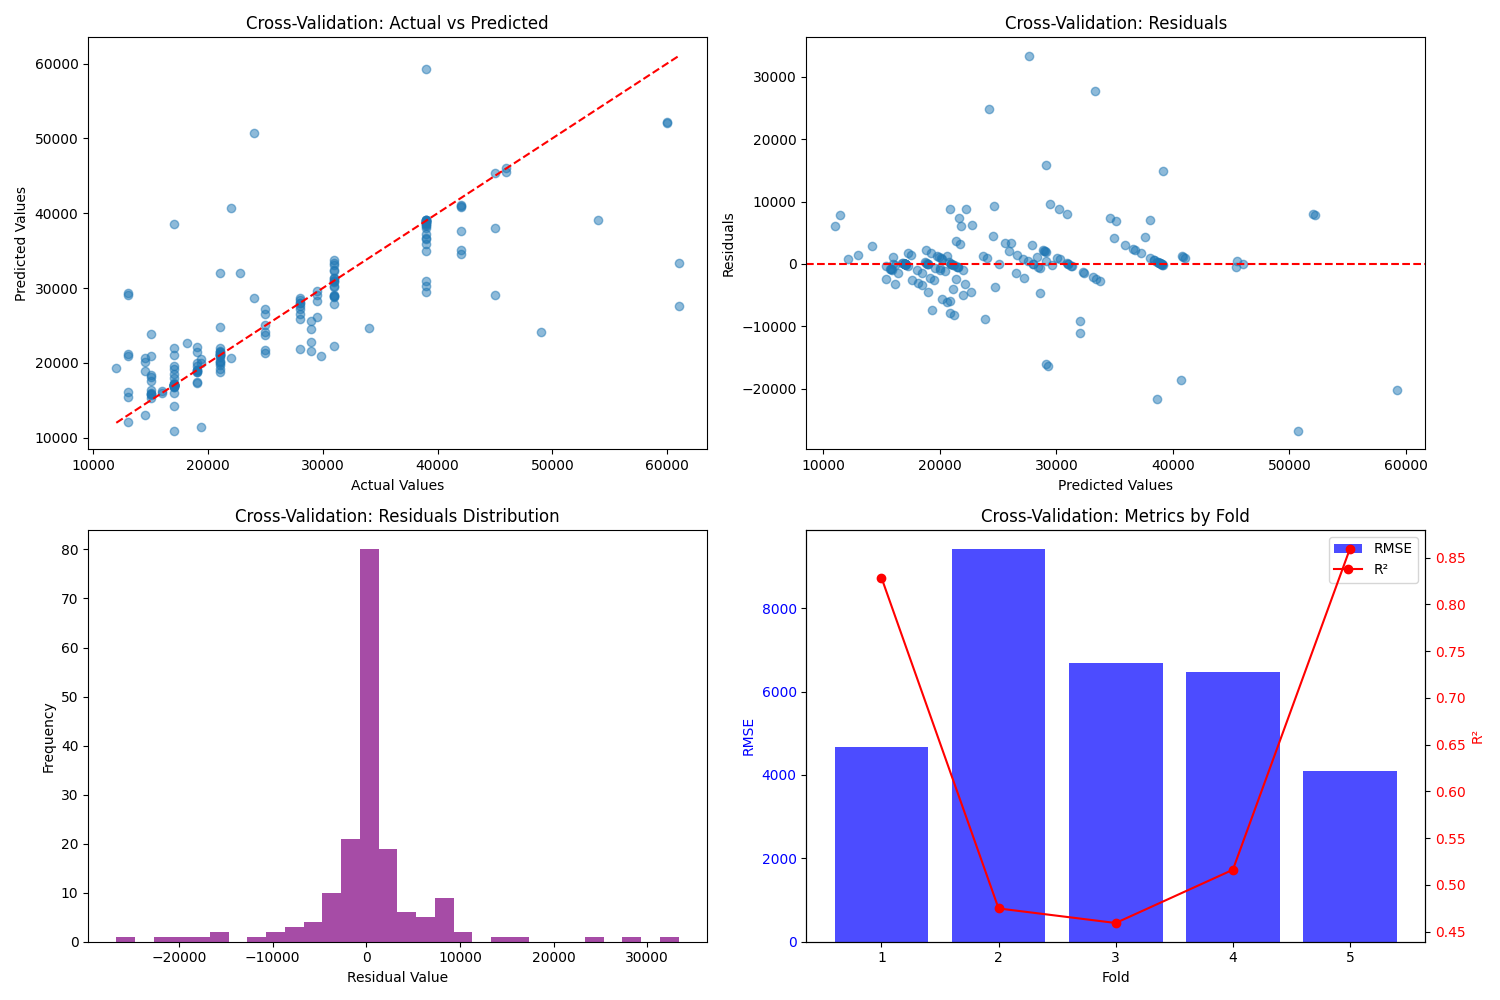 Cross-Validation: Actual vs Predicted
60000
50000
40000
30000
20000
10000
Predicted Values
10000 20000 30000 40000 50000 60000
Actual Values
Cross-Validation: Residuals
30000
20000
10000
0
−10000
−20000
Residuals
10000 20000 30000 40000 50000 60000
Predicted Values
Cross-Validation: Residuals Distribution
80
70
60
50
40
30
20
10
0
Frequency
−20000 −10000 0 10000 20000 30000
Residual Value
Cross-Validation: Metrics by Fold
RMSE
R²
8000
6000
4000
2000
0
RMSE
0.85
0.80
0.75
0.70
0.65
0.60
0.55
0.50
0.45
R²
1 2 3 4 5
Fold